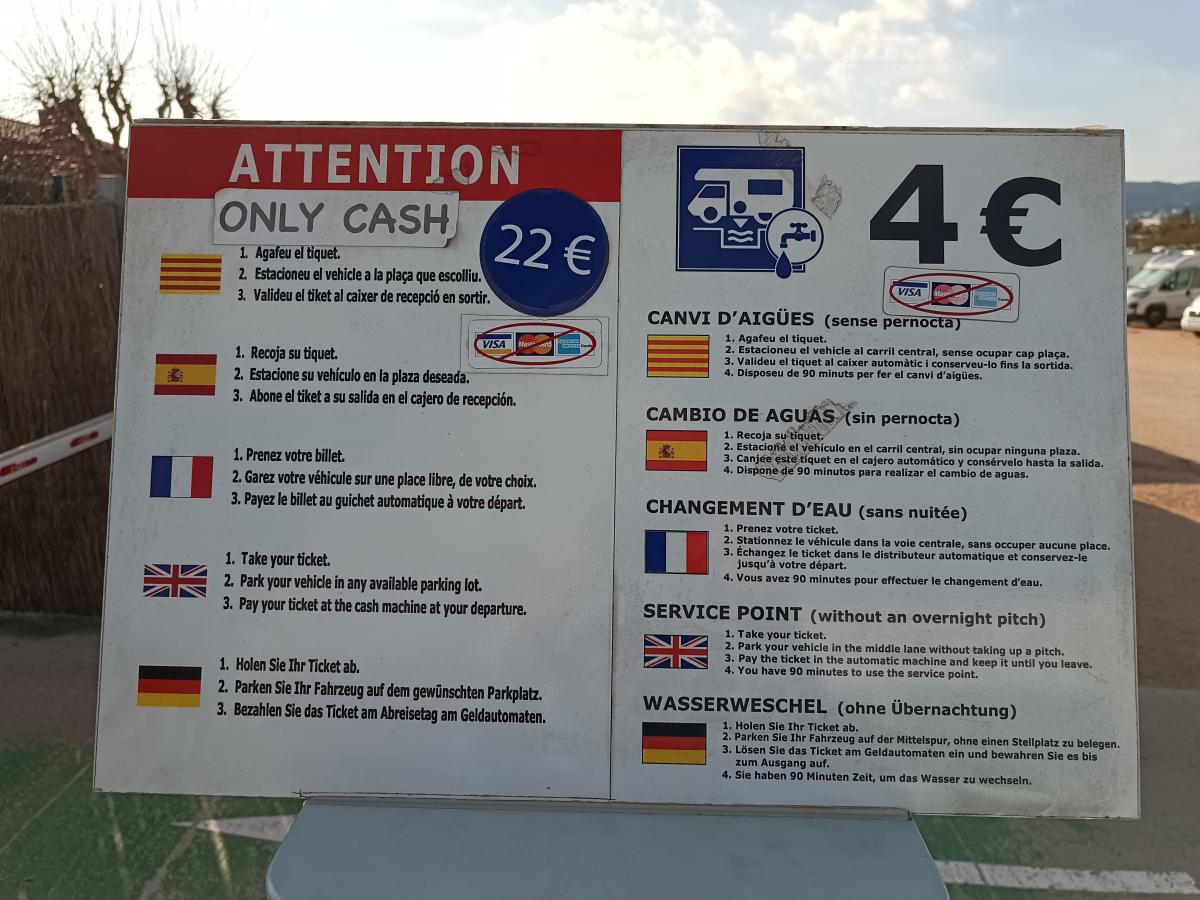 ATTENTION
ONLY CASH
22 €
1. Agafeu el tiquet.
2. Estacioneu el vehicle a la plaça que escolliu.
3. Valideu el tiket al caixer de recepció en sortir.
VISA MasterCard
1. Recoja su tiquet.
2. Estacione su vehículo en la plaza deseada.
3. Abone el tiket a su salida en el cajero de recepción.
1. Prenez votre billet.
2. Garez votre véhicule sur une place libre, de votre choix.
3. Payez le billet au guichet automatique à votre départ.
1. Take your ticket.
2. Park your vehicle in any available parking lot.
3. Pay your ticket at the cash machine at your departure.
1. Holen Sie Ihr Ticket ab.
2. Parken Sie Ihr Fahrzeug auf dem gewünschten Parkplatz.
3. Bezahlen Sie das Ticket am Abreisetag am Geldautomaten.
4 €
VISA MasterCard
CANVI D'AIGÜES (sense pernocta)
1. Agafeu el tiquet.
2. Estacioneu el vehicle al carril central, sense ocupar cap plaça.
3. Valideu el tiquet al caixer automàtic i conserveu-lo fins la sortida.
4. Disposeu de 90 minuts per fer el canvi d'aigües.
CAMBIO DE AGUAS (sin pernocta)
1. Recoja su tiquet.
2. Estacione el vehículo en el carril central, sin ocupar ninguna plaza.
3. Canjee este tiquet en el cajero automático y consérvelo hasta la salida.
4. Dispone de 90 minutos para realizar el cambio de aguas.
CHANGEMENT D'EAU (sans nuitée)
1. Prenez votre ticket.
2. Stationnez le véhicule dans la voie centrale, sans occuper aucune place.
3. Échangez le ticket dans le distributeur automatique et conservez-le
jusqu'à votre départ.
4. Vous avez 90 minutes pour effectuer le changement d'eau.
SERVICE POINT (without an overnight pitch)
1. Take your ticket.
2. Park your vehicle in the middle lane without taking up a pitch.
3. Pay the ticket in the automatic machine and keep it until you leave.
4. You have 90 minutes to use the service point.
WASSERWESCHEL (ohne Übernachtung)
1. Holen Sie Ihr Ticket ab.
2. Parken Sie Ihr Fahrzeug auf der Mittelspur, ohne einen Stellplatz zu belegen.
3. Lösen Sie das Ticket am Geldautomaten ein und bewahren Sie es bis
zum Ausgang auf.
4. Sie haben 90 Minuten Zeit, um das Wasser zu wechseln.